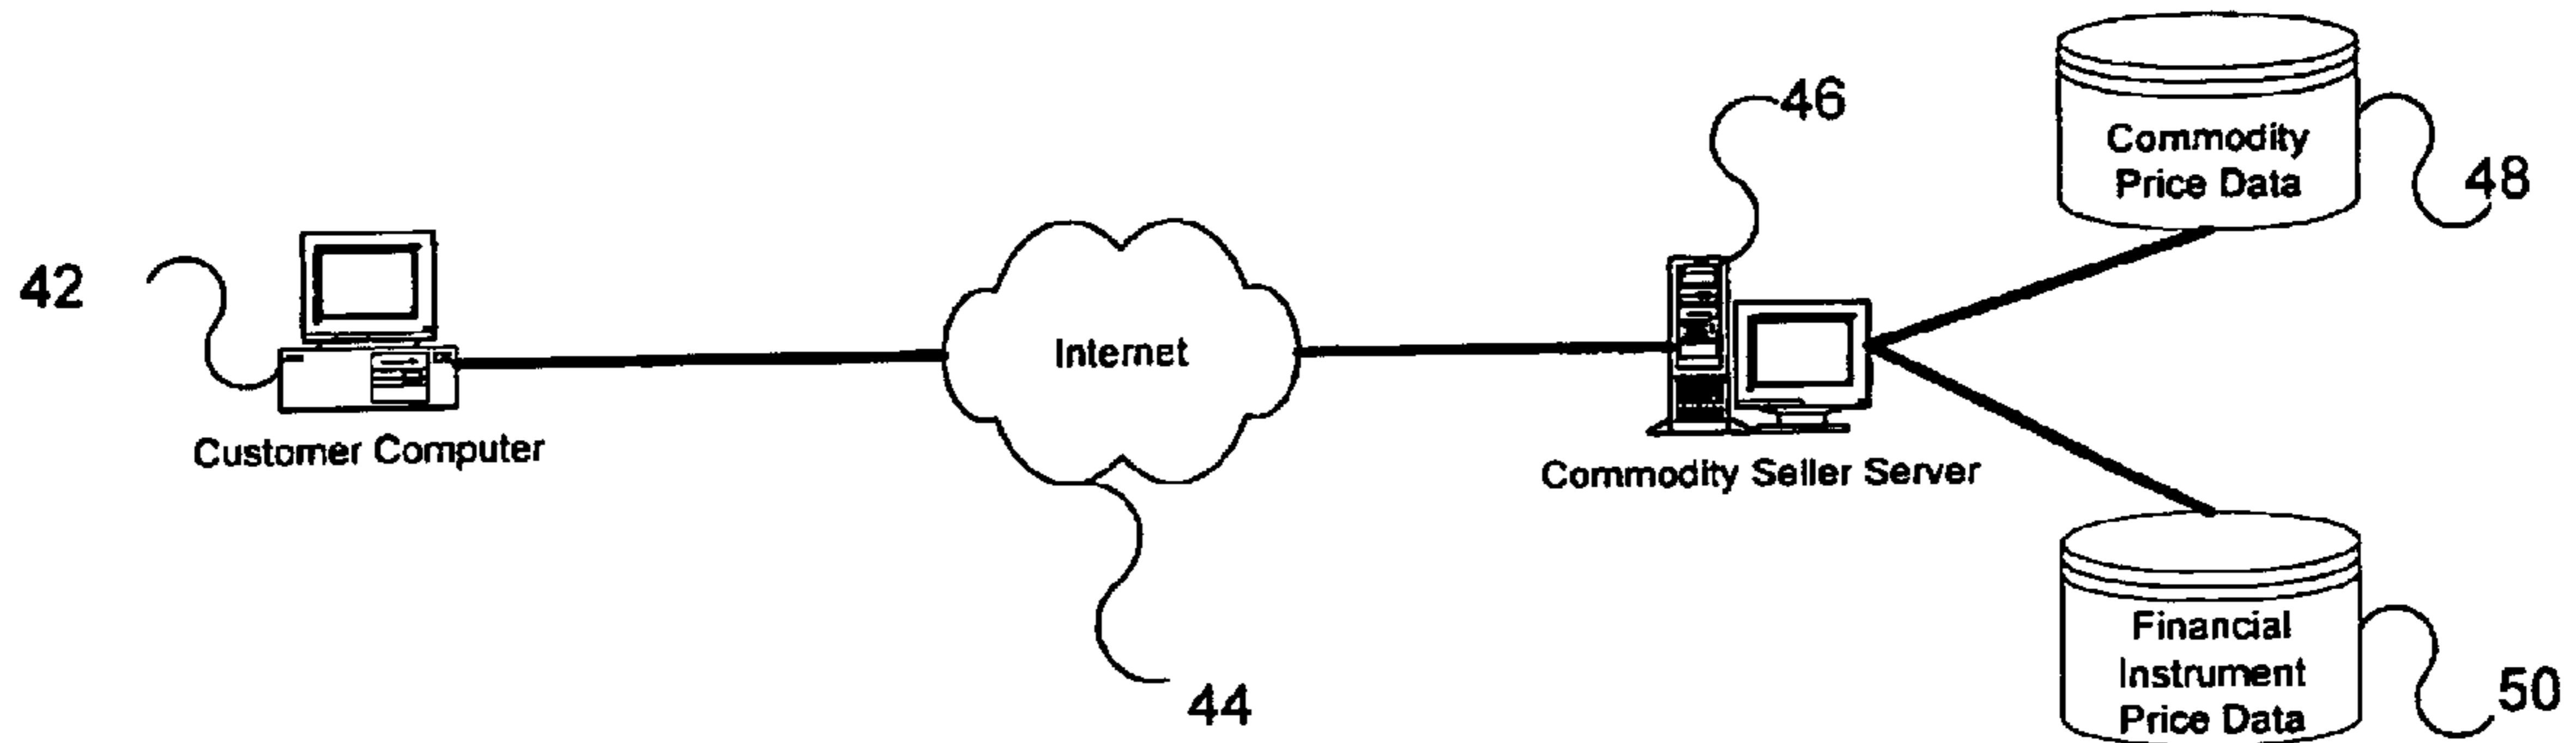 42
Customer Computer
Internet
44
46
Commodity Seller Server
Commodity
Price Data
48
Financial
Instrument
Price Data
50